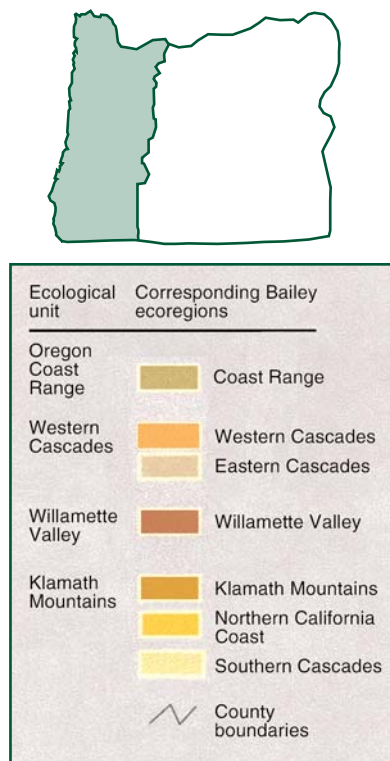 Ecological unit
Corresponding Bailey ecoregions
Oregon Coast Range
Coast Range
Western Cascades
Western Cascades
Eastern Cascades
Willamette Valley
Willamette Valley
Klamath Mountains
Klamath Mountains
Northern California Coast
Southern Cascades
County boundaries